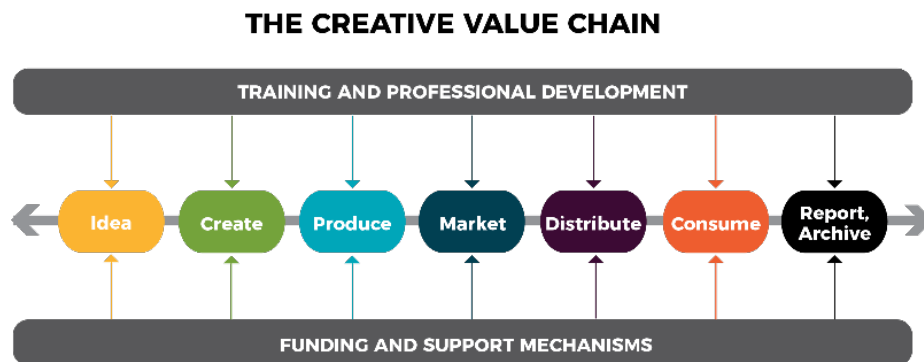 THE CREATIVE VALUE CHAIN
TRAINING AND PROFESSIONAL DEVELOPMENT
Idea
Create
Produce
Market
Distribute
Consume
Report,
Archive
FUNDING AND SUPPORT MECHANISMS